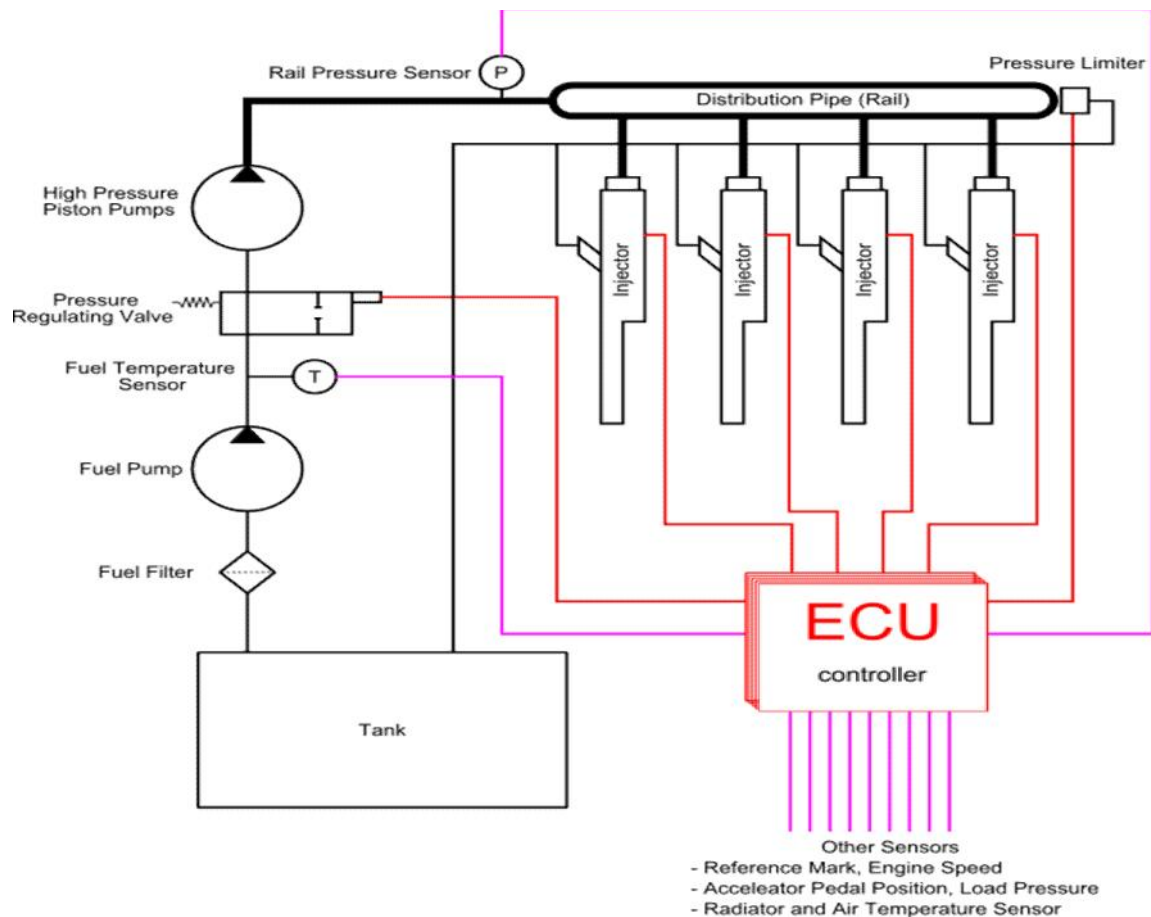 Rail Pressure Sensor
P
Pressure Limiter
Distribution Pipe (Rail)
High Pressure
Piston Pumps
Injector
Injector
Injector
Injector
Pressure
Regulating Valve
Fuel Temperature
Sensor
T
Fuel Pump
Fuel Filter
ECU
controller
Tank
Other Sensors
- Reference Mark, Engine Speed
- Acceleator Pedal Position, Load Pressure
- Radiator and Air Temperature Sensor